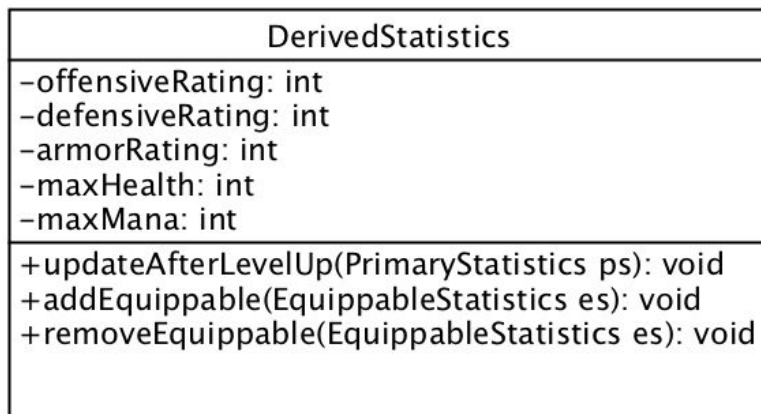 DerivedStatistics
-offensiveRating: int
-defensiveRating: int
-armorRating: int
-maxHealth: int
-maxMana: int
+updateAfterLevelUp(PrimaryStatistics ps): void
+addEquippable(EquippableStatistics es): void
+removeEquippable(EquippableStatistics es): void